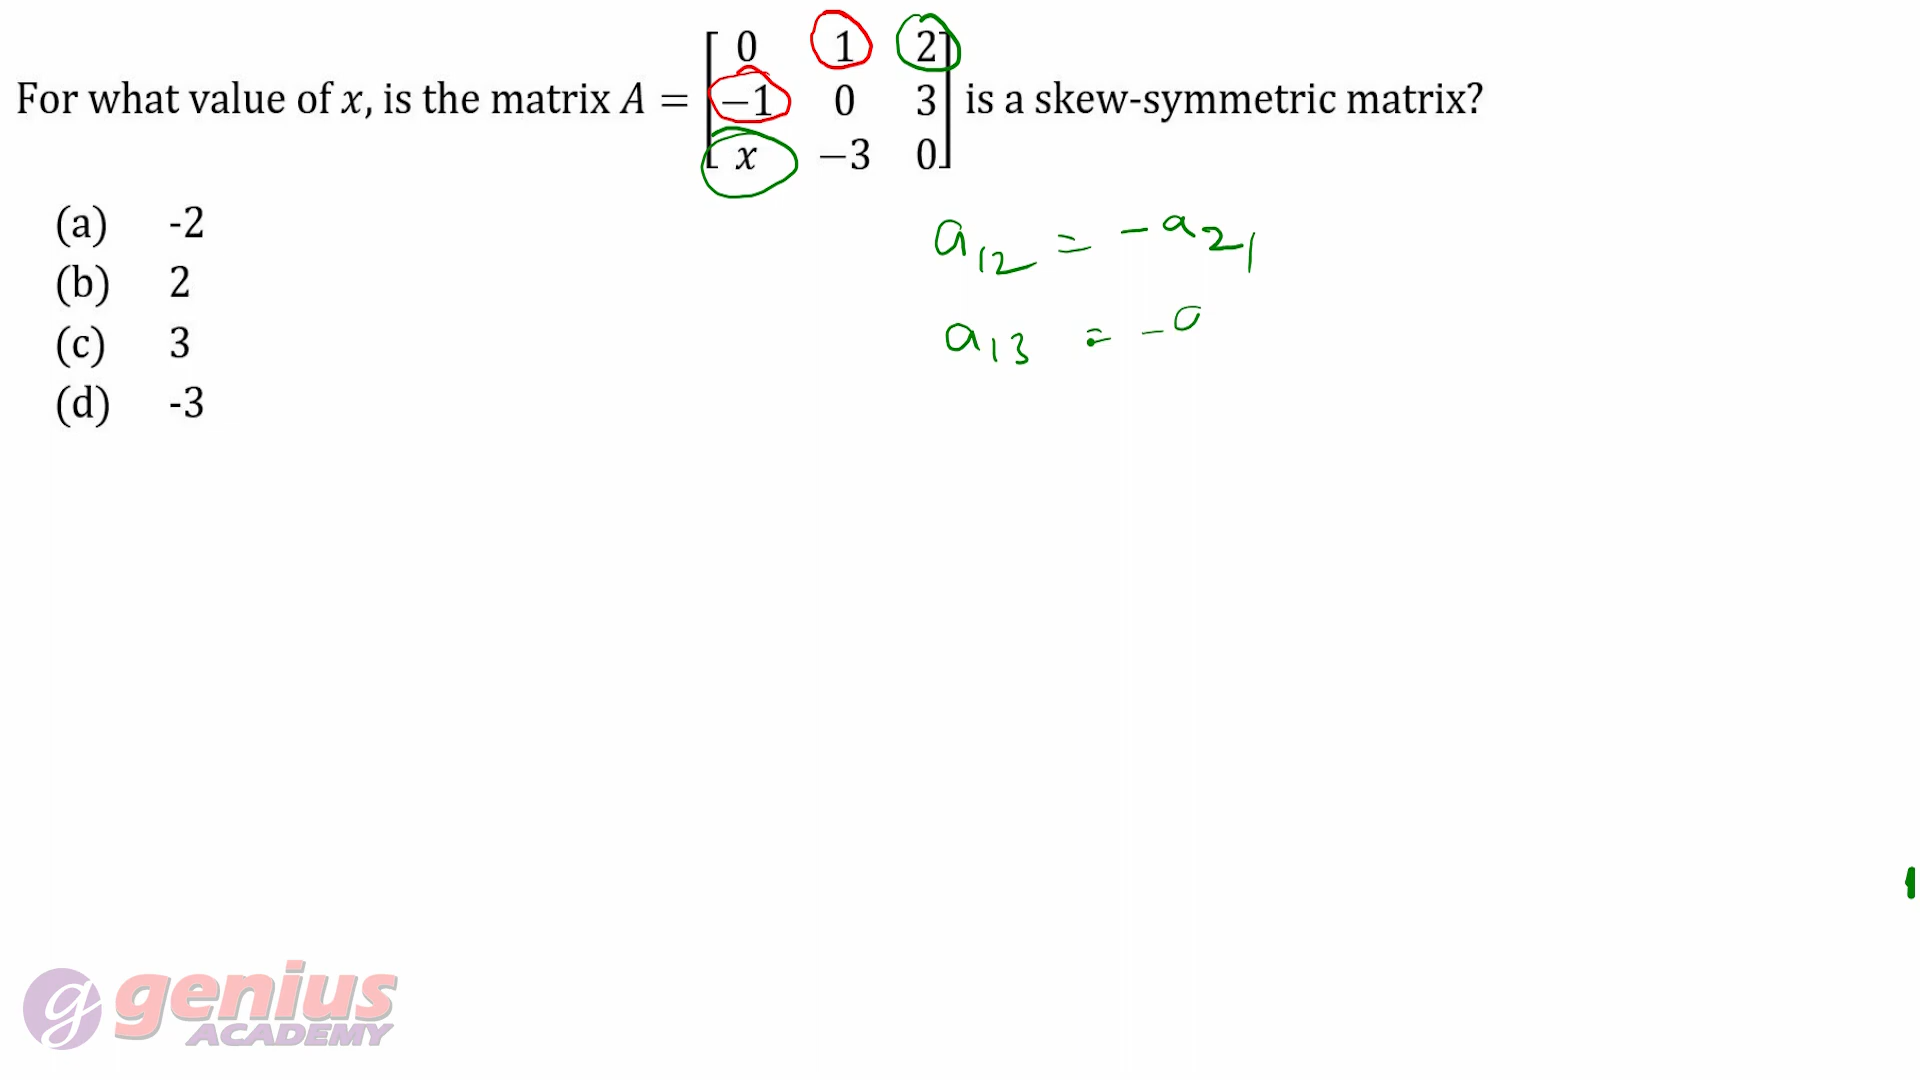 For what value of x, is the matrix A = [ 0 1 2 ; −1 0 3 ; x −3 0 ] is a skew-symmetric matrix?
(a) -2
(b) 2
(c) 3
(d) -3
a₁₂ = -a₂₁
a₁₃ = -a
g genius
ACADEMY